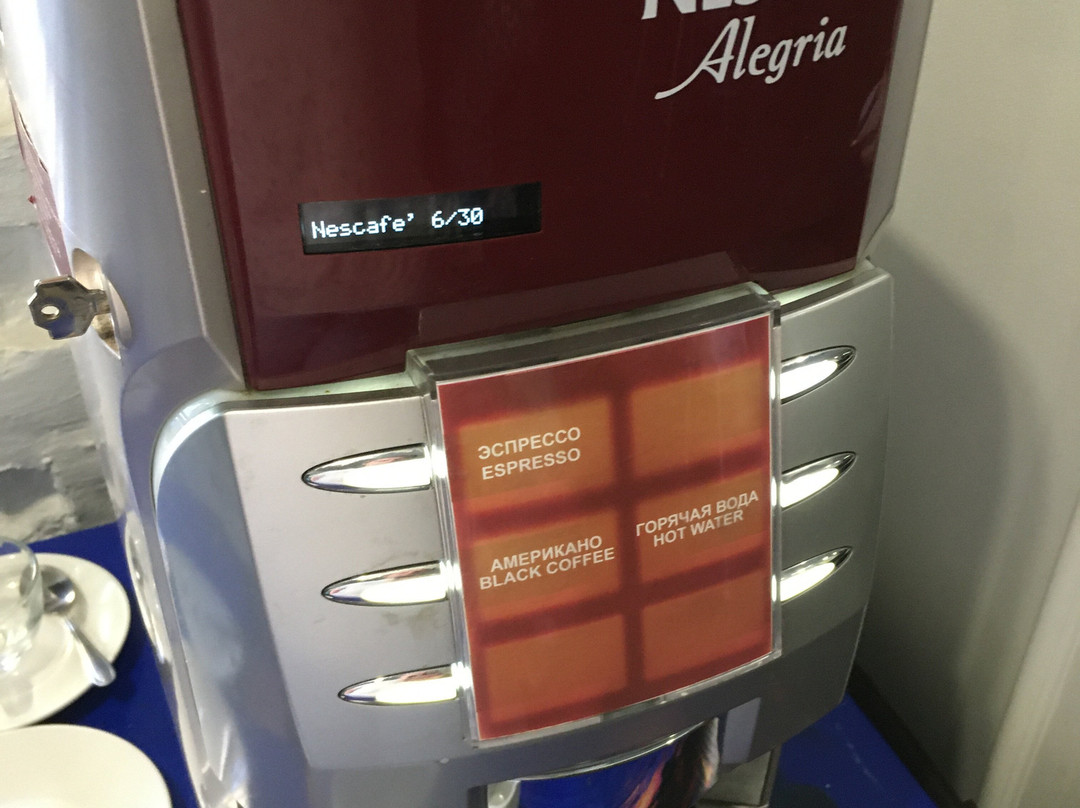 Alegria
Nescafe' 6/30
ЭСПРЕССО
ESPRESSO
АМЕРИКАНО
BLACK COFFEE
ГОРЯЧАЯ ВОДА
HOT WATER